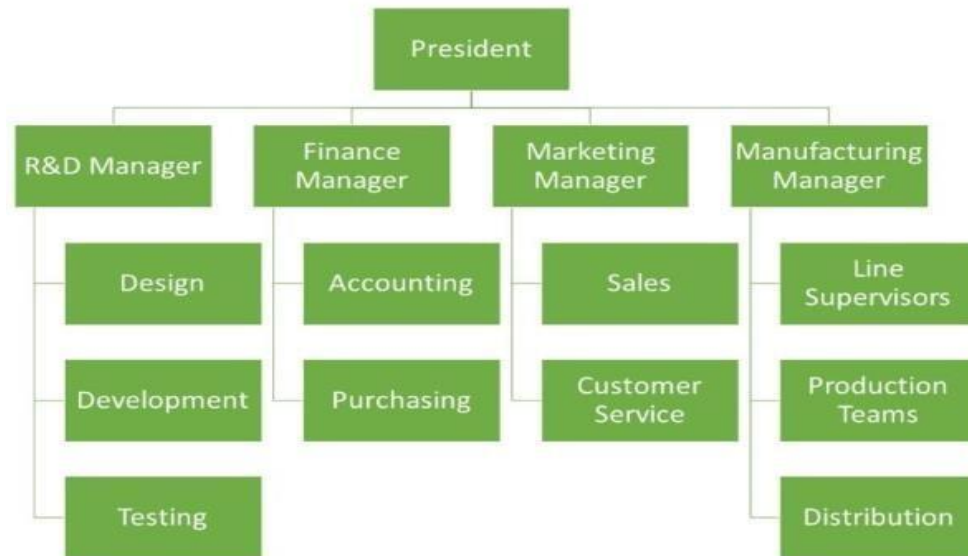 President
R&D Manager
Finance
Manager
Marketing
Manager
Manufacturing
Manager
Design
Accounting
Sales
Line
Supervisors
Development
Purchasing
Customer
Service
Production
Teams
Testing
Distribution